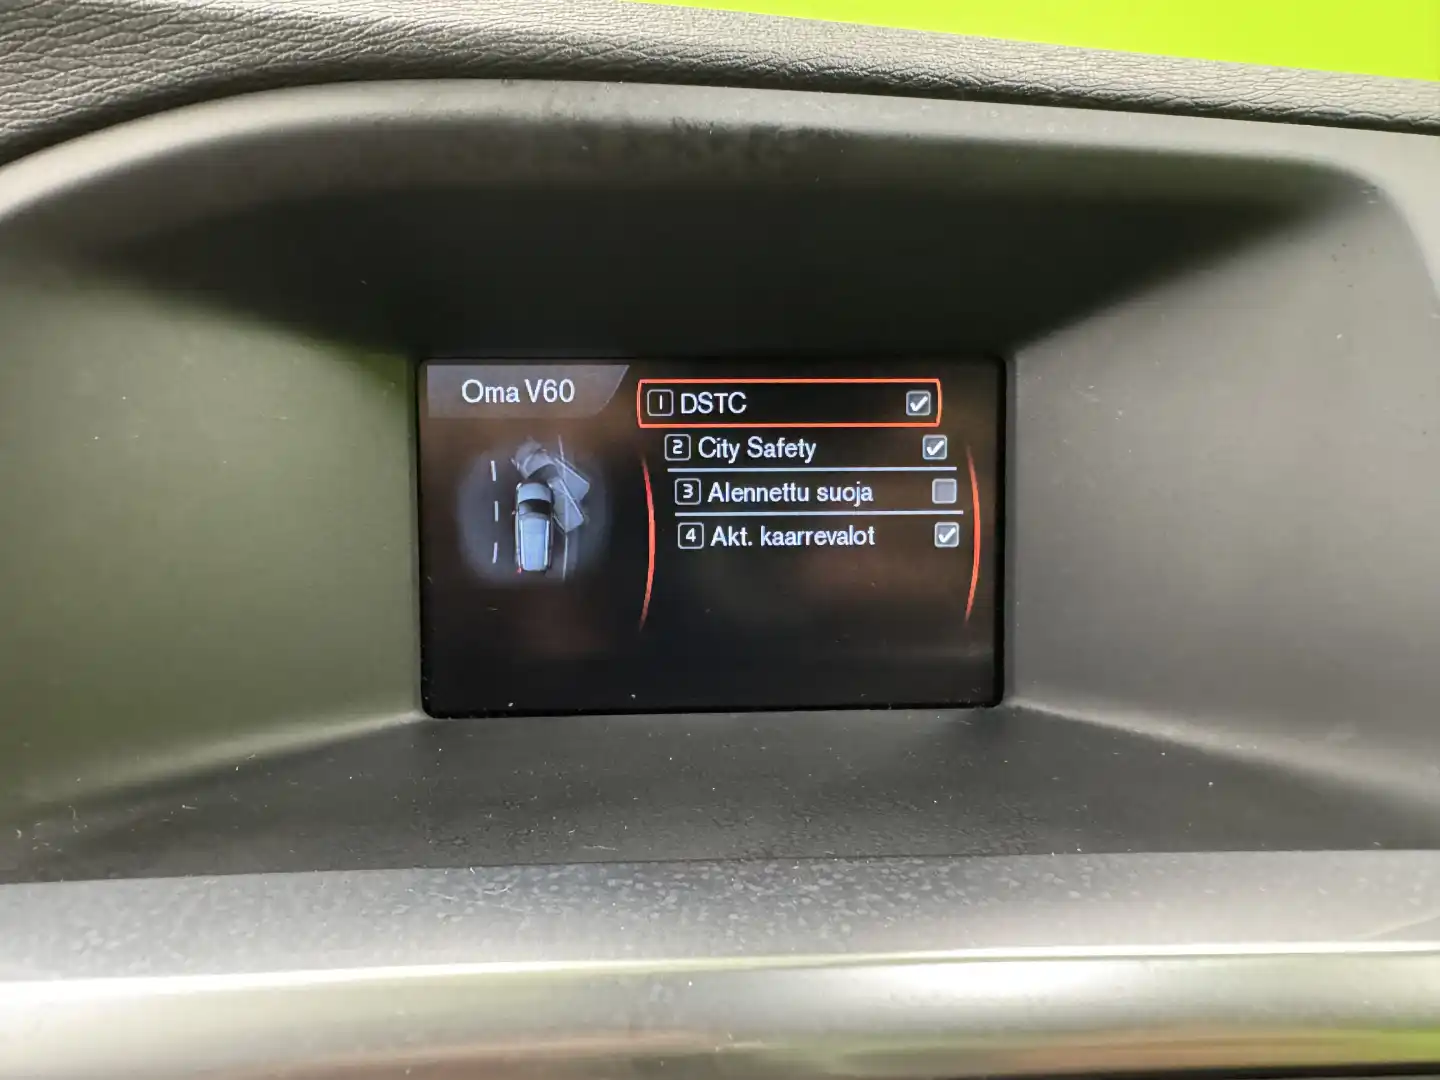 Oma V60
1 DSTC
2 City Safety
3 Alennettu suoja
4 Akt. kaarrevalot